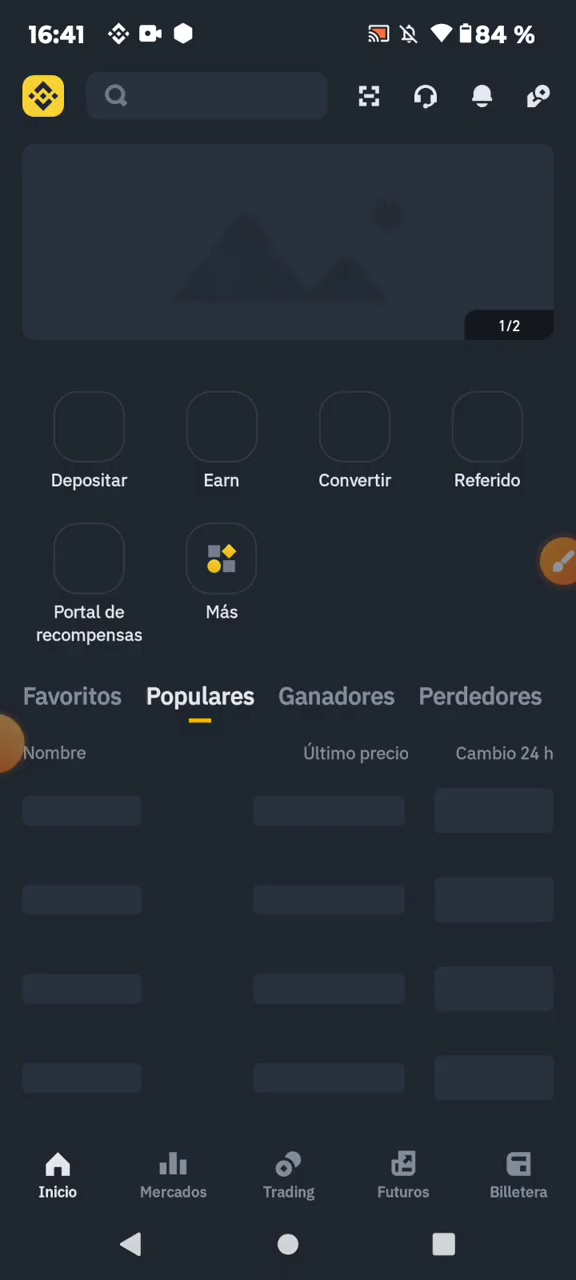 16:41
84 %
1/2
Depositar
Earn
Convertir
Referido
Portal de
recompensas
Más
Favoritos
Populares
Ganadores
Perdedores
Nombre
Último precio
Cambio 24 h
Inicio
Mercados
Trading
Futuros
Billetera